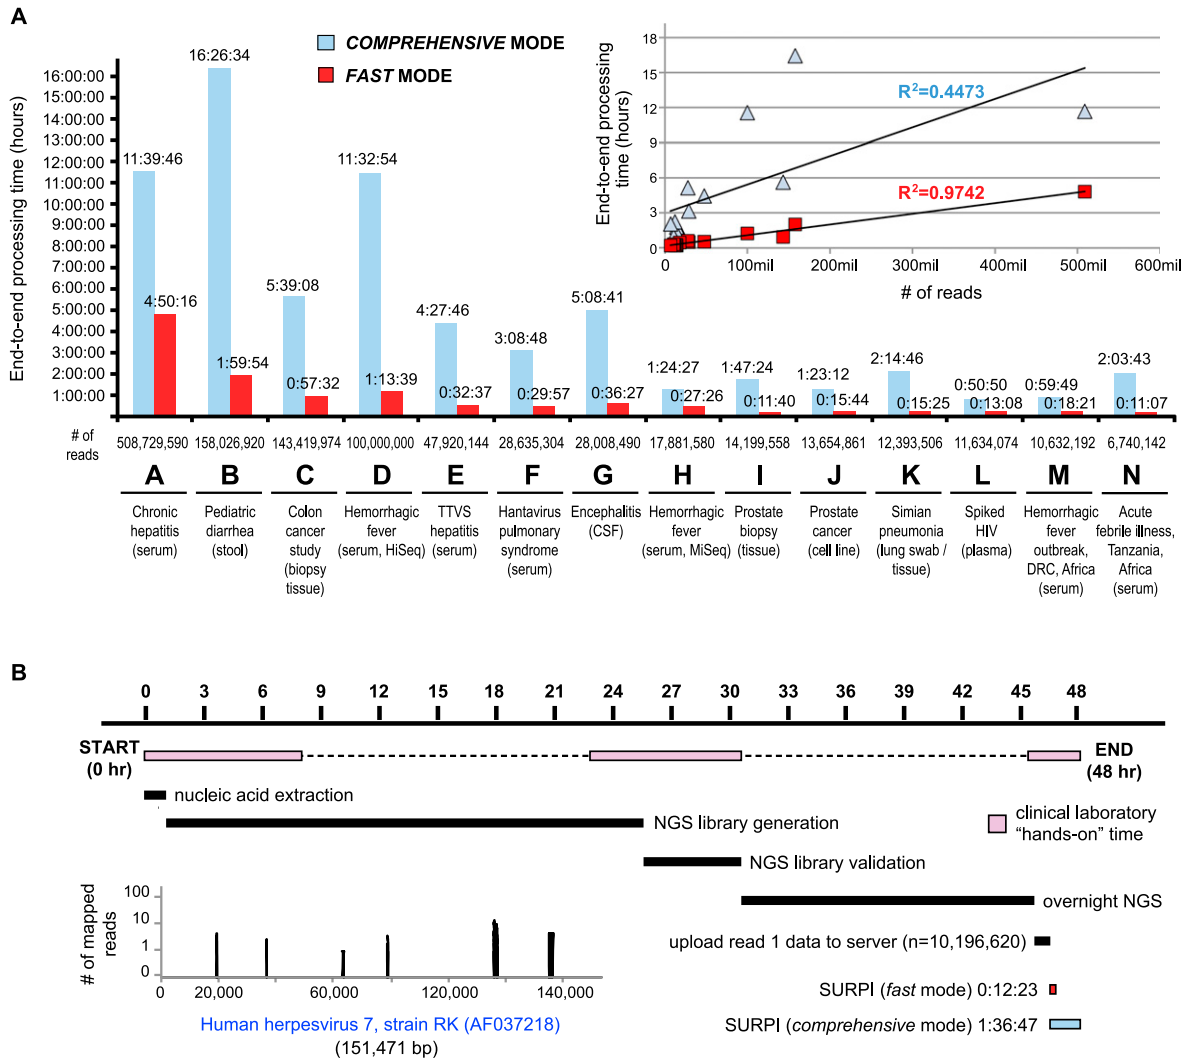 A
COMPREHENSIVE MODE
FAST MODE
End-to-end processing time (hours)
16:00:00
15:00:00
14:00:00
13:00:00
12:00:00
11:00:00
10:00:00
9:00:00
8:00:00
7:00:00
6:00:00
5:00:00
4:00:00
3:00:00
2:00:00
1:00:00
11:39:46
4:50:16
16:26:34
1:59:54
5:39:08
0:57:32
11:32:54
1:13:39
4:27:46
0:32:37
3:08:48
0:29:57
5:08:41
0:36:27
1:24:27
0:27:26
1:47:24
0:11:40
1:23:12
0:15:44
2:14:46
0:15:25
0:50:50
0:13:08
0:59:49
0:18:21
2:03:43
0:11:07
End-to-end processing
time (hours)
18
15
12
9
6
3
0
R²=0.4473
R²=0.9742
0 100mil 200mil 300mil 400mil 500mil 600mil
# of reads
# of
reads
508,729,590 158,026,920 143,419,974 100,000,000 47,920,144 28,635,304 28,008,490 17,881,580 14,199,558 13,654,861 12,393,506 11,634,074 10,632,192 6,740,142
A B C D E F G H I J K L M N
Chronic
hepatitis
(serum)
Pediatric
diarrhea
(stool)
Colon
cancer
study
(biopsy
tissue)
Hemorrhagic
fever
(serum, HiSeq)
TTVS
hepatitis
(serum)
Hantavirus
pulmonary
syndrome
(serum)
Encephalitis
(CSF)
Hemorrhagic
fever
(serum, MiSeq)
Prostate
biopsy
(tissue)
Prostate
cancer
(cell line)
Simian
pneumonia
(lung swab /
tissue)
Spiked
HIV
(plasma)
Hemorrhagic
fever
outbreak,
DRC, Africa
(serum)
Acute
febrile illness,
Tanzania,
Africa
(serum)
B
0 3 6 9 12 15 18 21 24 27 30 33 36 39 42 45 48
START
(0 hr)
END
(48 hr)
nucleic acid extraction
NGS library generation
clinical laboratory
"hands-on" time
NGS library validation
overnight NGS
upload read 1 data to server (n=10,196,620)
SURPI (fast mode) 0:12:23
SURPI (comprehensive mode) 1:36:47
# of mapped
reads
100
10
1
0
0 20,000 60,000 120,000 140,000
Human herpesvirus 7, strain RK (AF037218)
(151,471 bp)